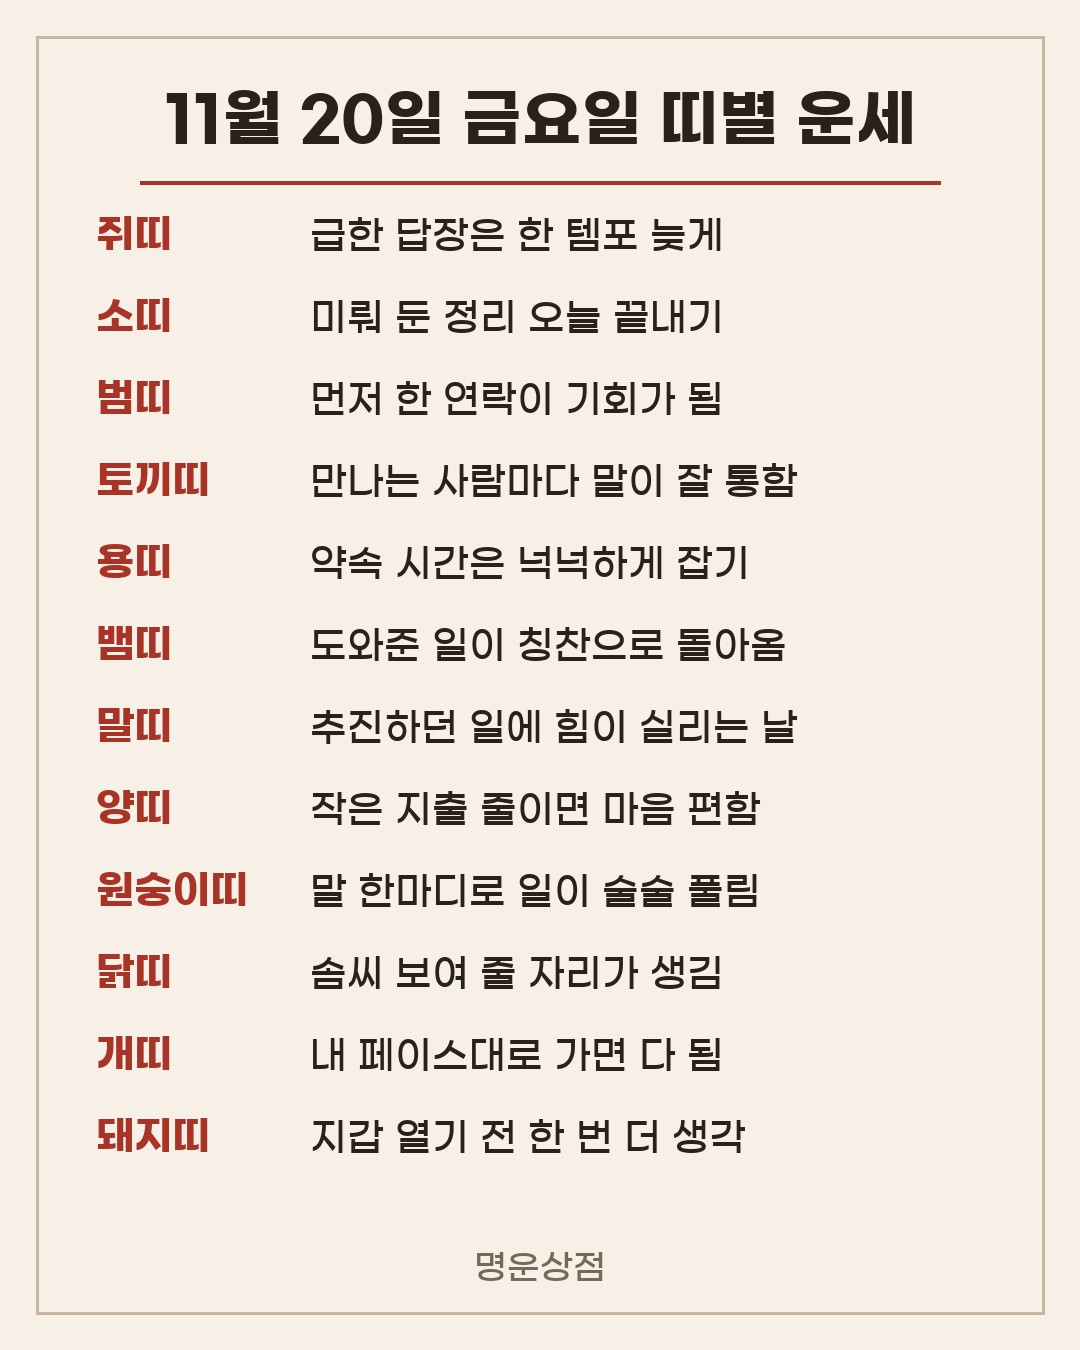 11월 20일 금요일 띠별 운세
쥐띠 급한 답장은 한 템포 늦게
소띠 미뤄 둔 정리 오늘 끝내기
범띠 먼저 한 연락이 기회가 됨
토끼띠 만나는 사람마다 말이 잘 통함
용띠 약속 시간은 넉넉하게 잡기
뱀띠 도와준 일이 칭찬으로 돌아옴
말띠 추진하던 일에 힘이 실리는 날
양띠 작은 지출 줄이면 마음 편함
원숭이띠 말 한마디로 일이 술술 풀림
닭띠 솜씨 보여 줄 자리가 생김
개띠 내 페이스대로 가면 다 됨
돼지띠 지갑 열기 전 한 번 더 생각
명운상점